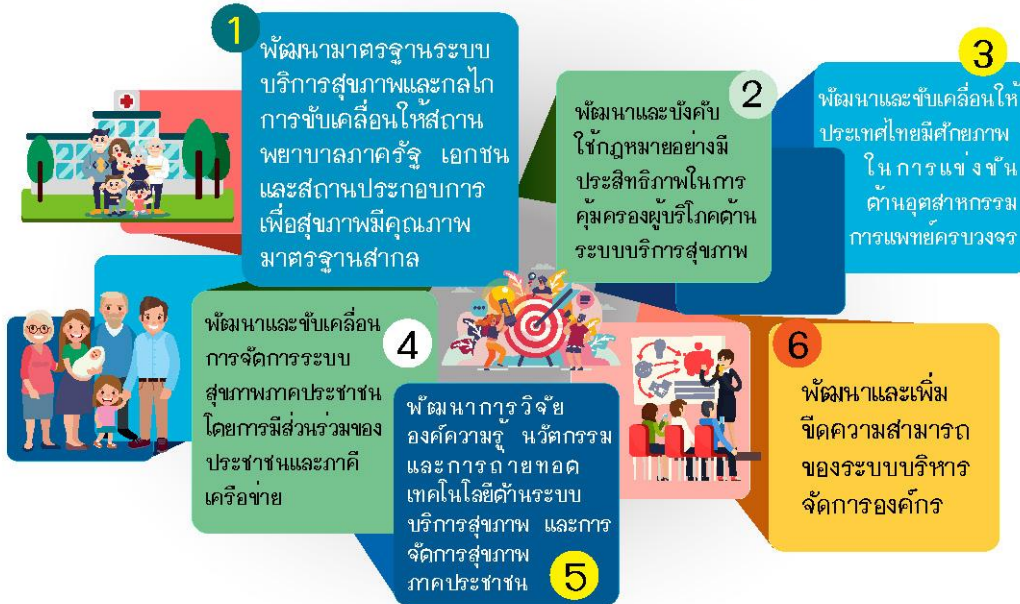 1
พัฒนามาตรฐานระบบ
บริการสุขภาพและกลไก
การขับเคลื่อนให้สถาน
พยาบาลภาครัฐ เอกชน
และสถานประกอบการ
เพื่อสุขภาพมีคุณภาพ
มาตรฐานสากล
2
พัฒนาและบังคับ
ใช้กฎหมายอย่างมี
ประสิทธิภาพในการ
คุ้มครองผู้บริโภคด้าน
ระบบบริการสุขภาพ
3
พัฒนาและขับเคลื่อนให้
ประเทศไทยมีศักยภาพ
ในการแข่งขัน
ด้านอุตสาหกรรม
การแพทย์ครบวงจร
4
พัฒนาและขับเคลื่อน
การจัดการระบบ
สุขภาพภาคประชาชน
โดยการมีส่วนร่วมของ
ประชาชนและภาคี
เครือข่าย
5
พัฒนาการวิจัย
องค์ความรู้ นวัตกรรม
และการถ่ายทอด
เทคโนโลยีด้านระบบ
บริการสุขภาพ และการ
จัดการสุขภาพ
ภาคประชาชน
6
พัฒนาและเพิ่ม
ขีดความสามารถ
ของระบบบริหาร
จัดการองค์กร